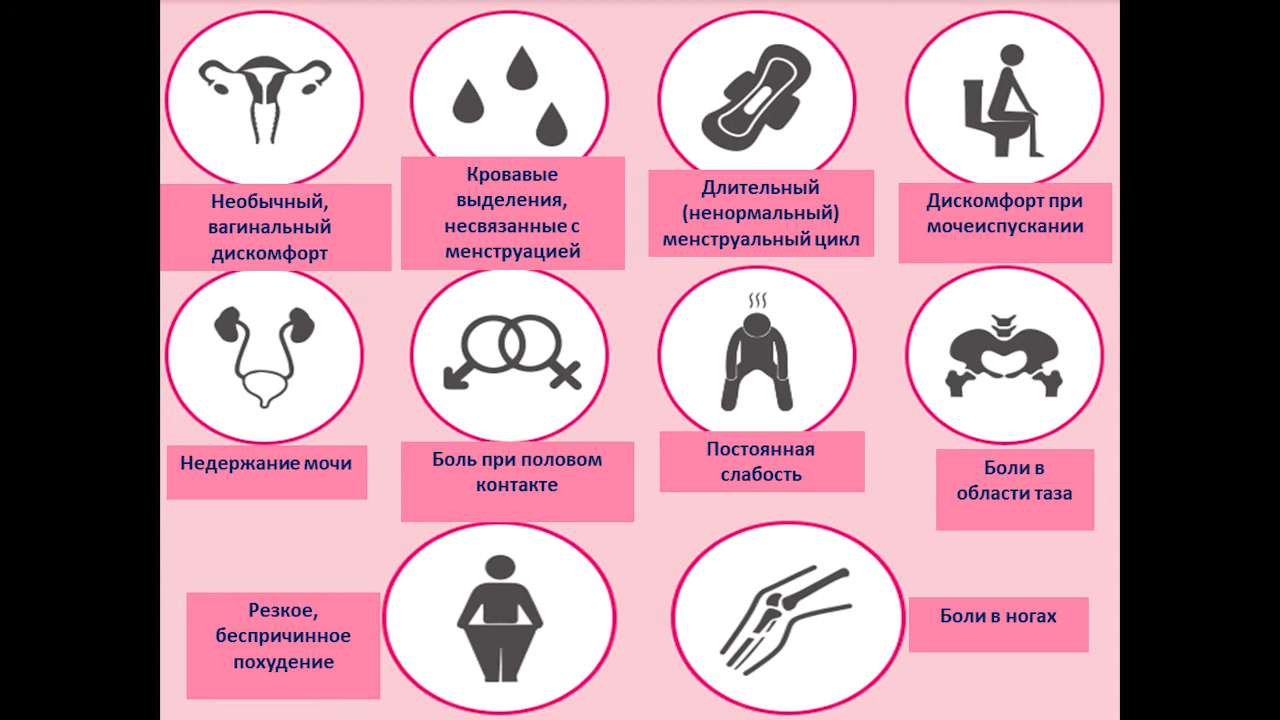 Необычный,
вагинальный
дискомфорт
Кровавые
выделения,
несвязанные с
менструацией
Длительный
(ненормальный)
менструальный цикл
Дискомфорт при
мочеиспускании
Недержание мочи
Боль при половом
контакте
Постоянная
слабость
Боли в
области таза
Резкое,
беспричинное
похудение
Боли в ногах